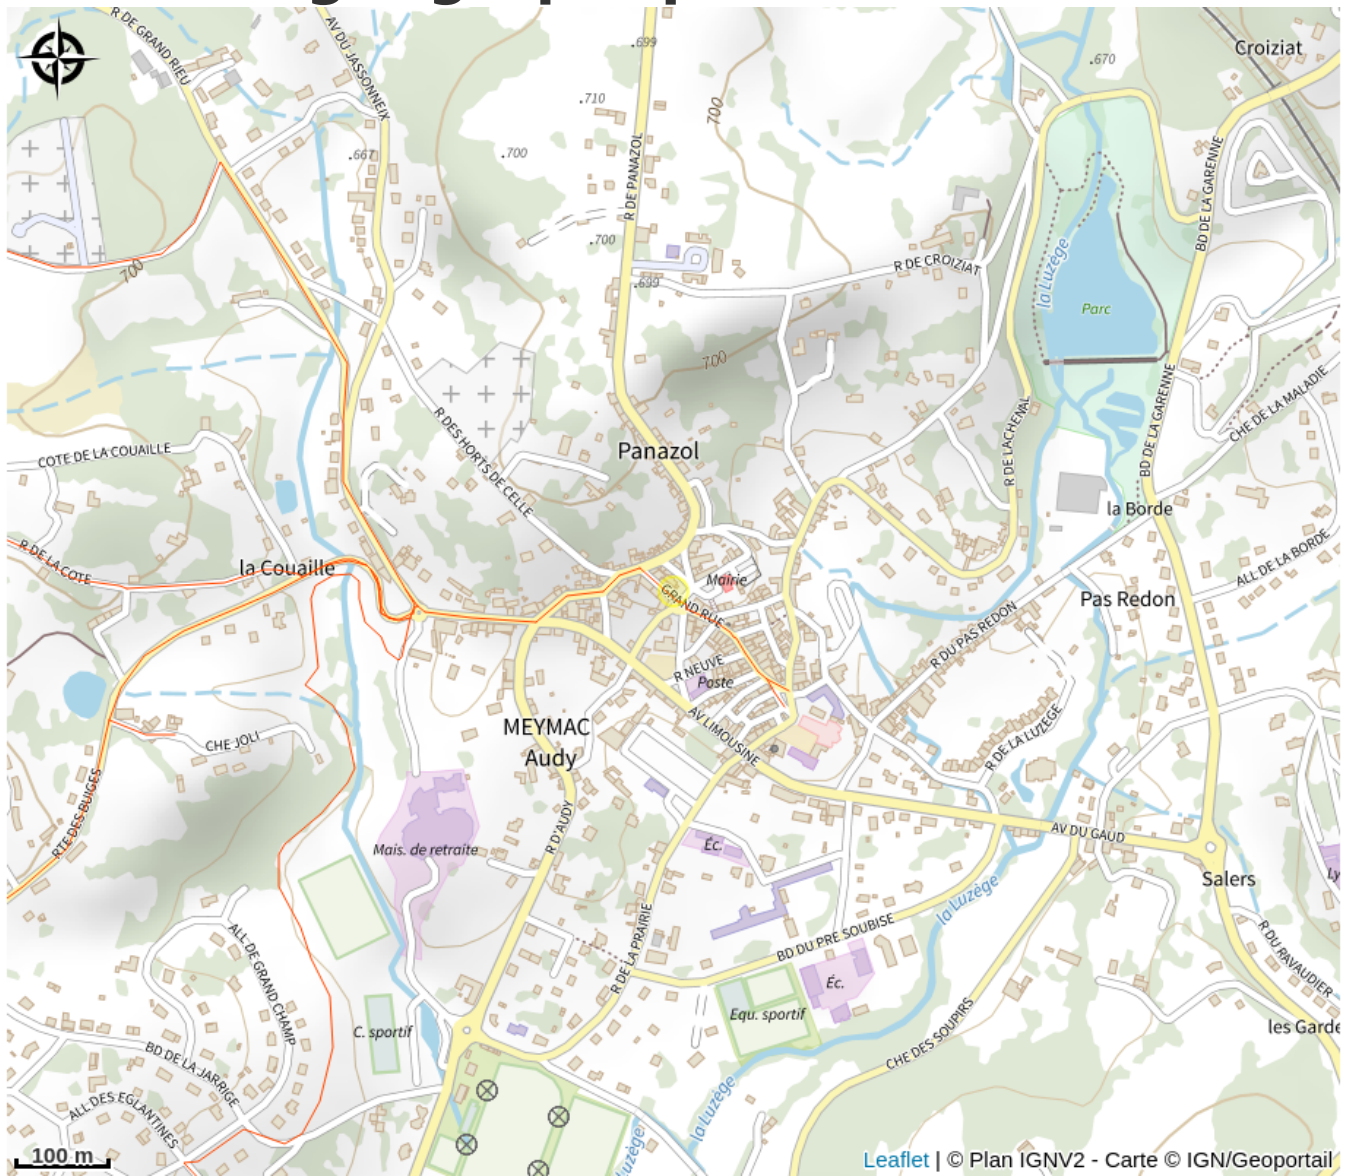 R DE GRAND RIEU
AV DU JASSONNEIX
.699
.670
Croiziat
.710
700
.667
.700
R DE PANAZOL
BD DE LA GARENNE
.700
700
R DE CROIZIAT
la Luzège
.699
Parc
700
R DES HORTS DE CELLE
R DE LACHENAL
BD DE LA GARENNE
CHE DE LA MALADIE
COTE DE LA COUAILLE
Panazol
la Borde
R DE LA COTE
la Couaille
Mairie
GRAND RUE
ALL DE LA BORDE
Pas Redon
R DU PAS REDON
R NEUVE
Poste
MEYMAC
Audy
AV LIMOUSINE
CHE JOLI
R DE LA LUZEGE
RTE DES BUIGES
R D'AUDY
Mais. de retraite
Éc.
AV DU GAUD
Salers
Ly
la Luzège
ALL DE GRAND CHAMP
R DE LA PRAIRIE
BD DU PRE SOUBISE
R DU RAVAUDIER
Éc.
C. sportif
Equ. sportif
les Garde
CHE DES SOUPIRS
BD DE LA JARRIGE
ALL DES EGLANTINES
la Luzège
Luzège
100 m
Leaflet | © Plan IGNV2 - Carte © IGN/Geoportail